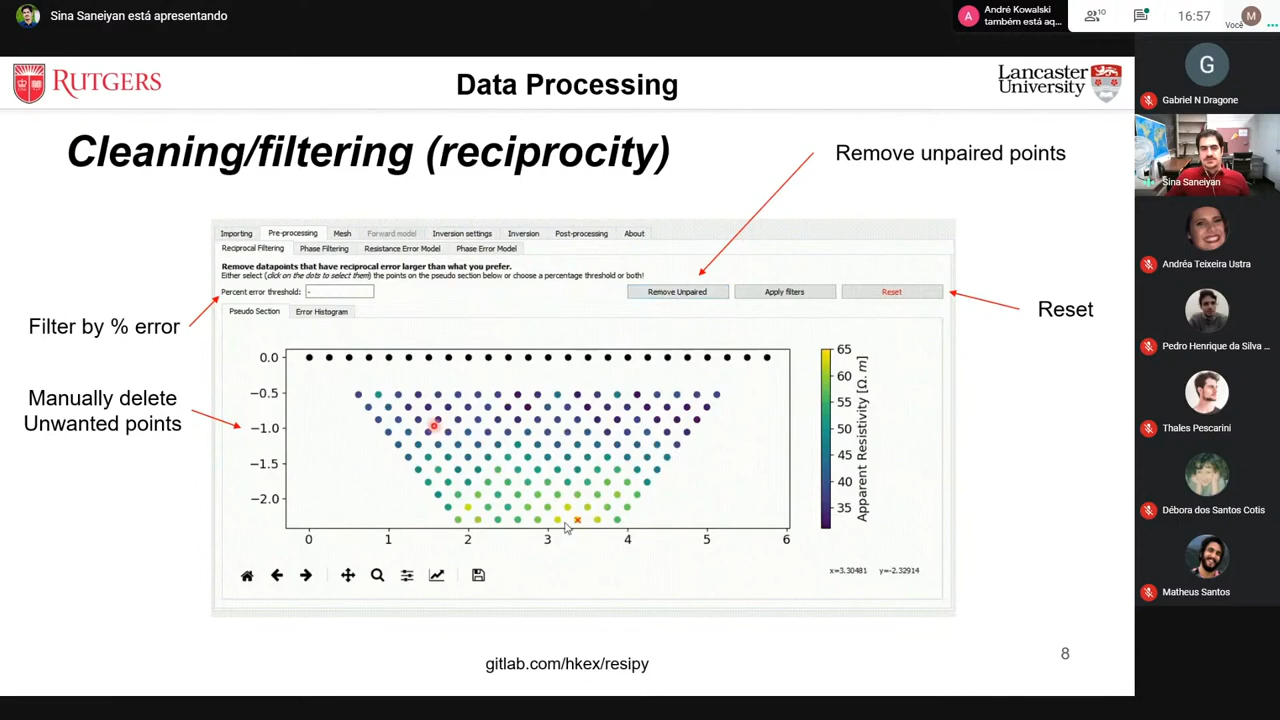 Sina Saneiyan está apresentando
A
André Kowalski
também está aq...
10
16:57
Você
M
RUTGERS
Data Processing
Lancaster
University
Cleaning/filtering (reciprocity)
Remove unpaired points
Importing Pre-processing Mesh Forward model Inversion settings Inversion Post-processing About
Reciprocal Filtering Phase Filtering Resistance Error Model Phase Error Model
Remove datapoints that have reciprocal error larger than what you prefer.
Either select (click on the dots to select them) the points on the pseudo section below or choose a percentage threshold or both!
Percent error threshold: -
Remove Unpaired Apply filters Reset
Pseudo Section Error Histogram
Filter by % error
Reset
Manually delete
Unwanted points
0.0
−0.5
−1.0
−1.5
−2.0
0 1 2 3 4 5 6
65
60
55
50
45
40
35
Apparent Resistivity [Ω. m]
x=3.30481 y=-2.32914
gitlab.com/hkex/resipy
8
G
Gabriel N Dragone
Sina Saneiyan
Andréa Teixeira Ustra
Pedro Henrique da Silva ...
Thales Pescarini
Débora dos Santos Cotis
Matheus Santos